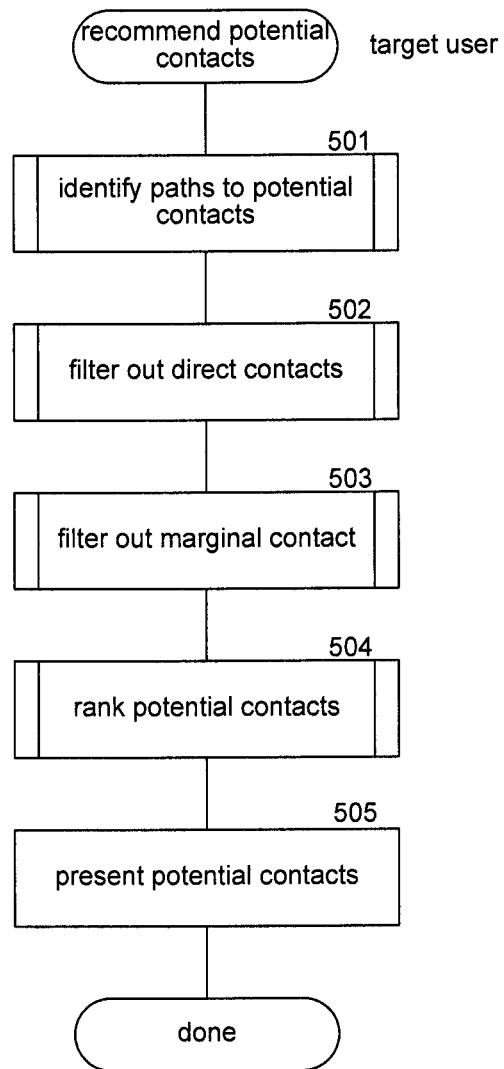 recommend potential
contacts
target user
501
identify paths to potential
contacts
502
filter out direct contacts
503
filter out marginal contact
504
rank potential contacts
505
present potential contacts
done